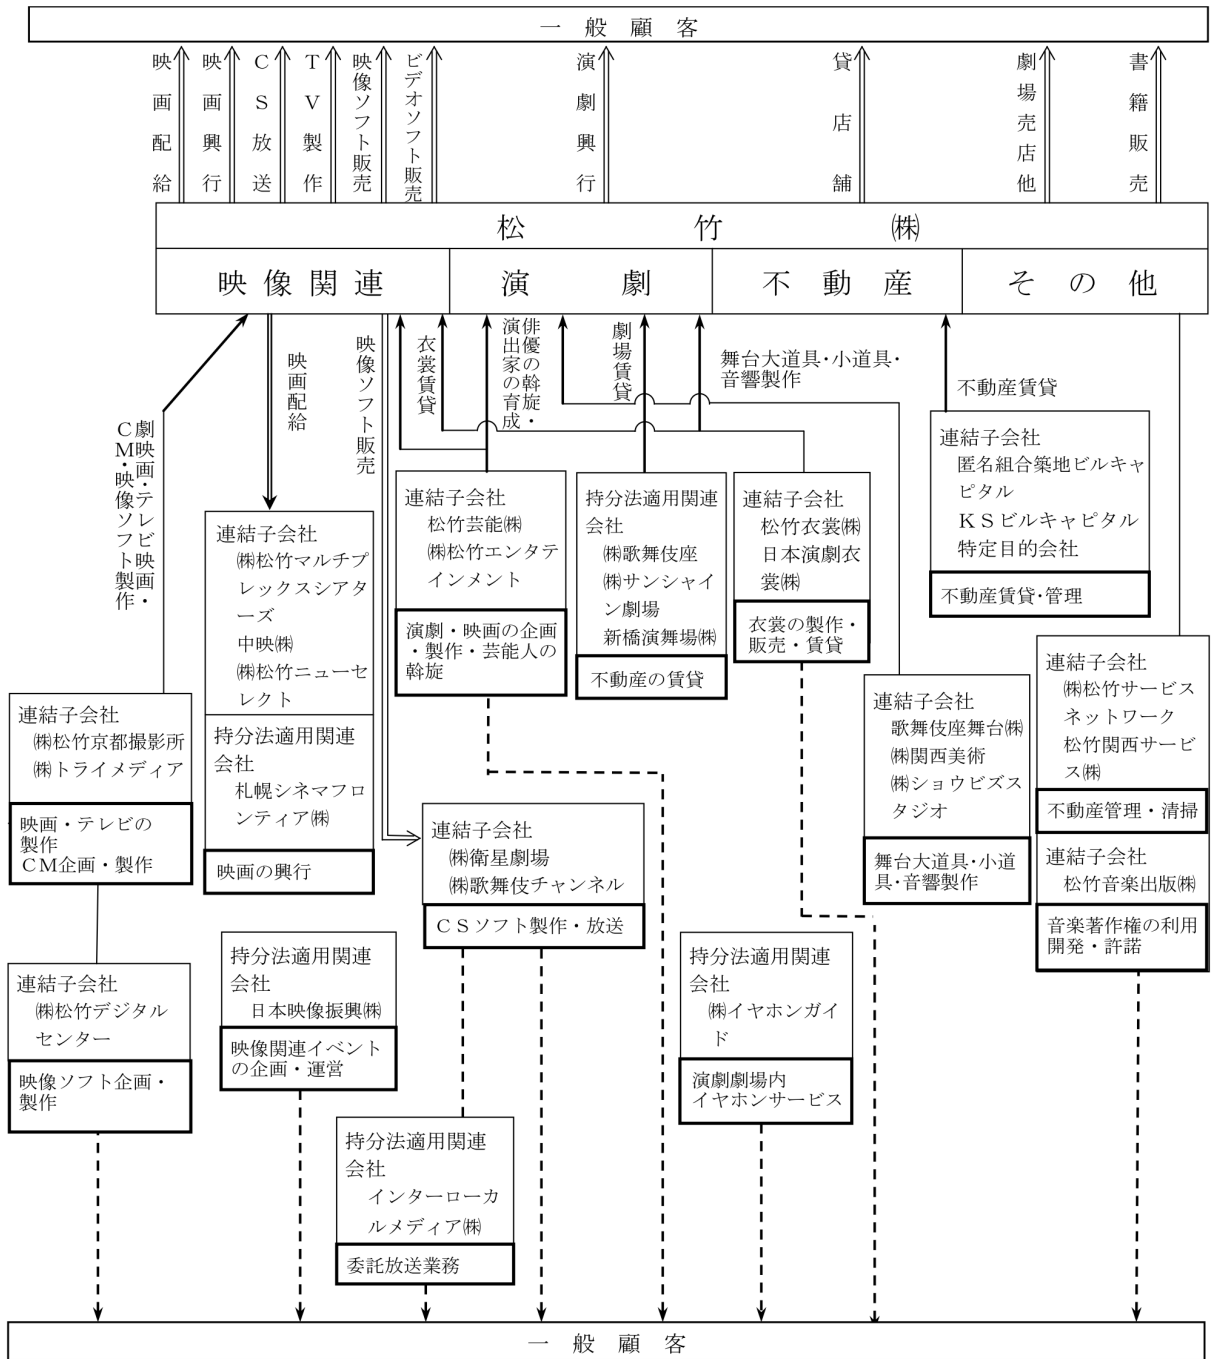 一般顧客
映画配給
映画興行
ＣＳ放送
ＴＶ製作
映像ソフト販売
ビデオソフト販売
演劇興行
貸店舗
劇場売店他
書籍販売
松竹㈱
映像関連
演劇
不動産
その他
劇映画・テレビ映画・
ＣＭ・映像ソフト製作
映画配給
映像ソフト販売
衣裳賃貸
俳優の斡旋・
演出家の育成
劇場賃貸
舞台大道具・小道具・
音響製作
不動産賃貸
連結子会社
匿名組合築地ビルキャ
ピタル
ＫＳビルキャピタル
特定目的会社
不動産賃貸・管理
連結子会社
㈱松竹マルチプ
レックスシアタ
ーズ
中映㈱
㈱松竹ニューセ
レクト
持分法適用関連
会社
札幌シネマフロ
ンティア㈱
映画の興行
連結子会社
松竹芸能㈱
㈱松竹エンタテ
インメント
演劇・映画の企画
・製作・芸能人の
斡旋
持分法適用関連
会社
㈱歌舞伎座
㈱サンシャイ
ン劇場
新橋演舞場㈱
不動産の賃貸
連結子会社
松竹衣裳㈱
日本演劇衣
裳㈱
衣裳の製作・
販売・賃貸
連結子会社
歌舞伎座舞台㈱
㈱関西美術
㈱ショウビズス
タジオ
舞台大道具・小道
具・音響製作
連結子会社
㈱松竹サービス
ネットワーク
松竹関西サービ
ス㈱
不動産管理・清掃
連結子会社
松竹音楽出版㈱
音楽著作権の利用
開発・許諾
連結子会社
㈱松竹京都撮影所
㈱トライメディア
映画・テレビの
製作
ＣＭ企画・製作
連結子会社
㈱衛星劇場
㈱歌舞伎チャンネル
ＣＳソフト製作・放送
連結子会社
㈱松竹デジタル
センター
映像ソフト企画・
製作
持分法適用関連
会社
日本映像振興㈱
映像関連イベント
の企画・運営
持分法適用関連
会社
㈱イヤホンガイ
ド
演劇劇場内
イヤホンサービス
持分法適用関連
会社
インターローカ
ルメディア㈱
委託放送業務
一般顧客